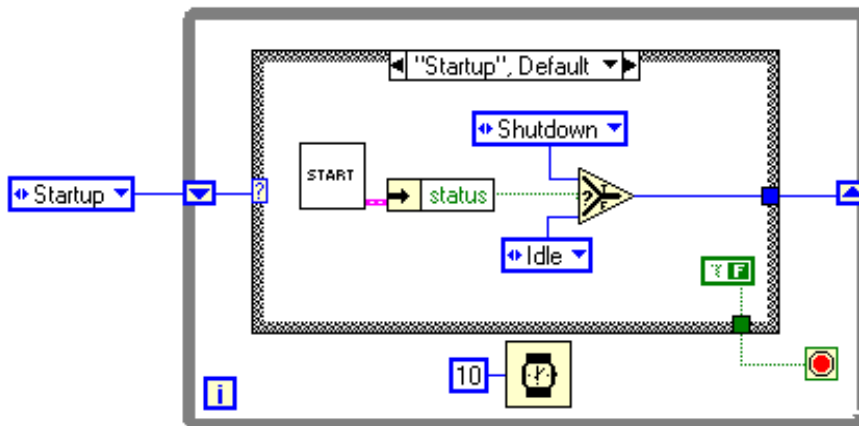 "Startup", Default
Shutdown
START
Startup
?
status
?
T
F
Idle
F
10
i